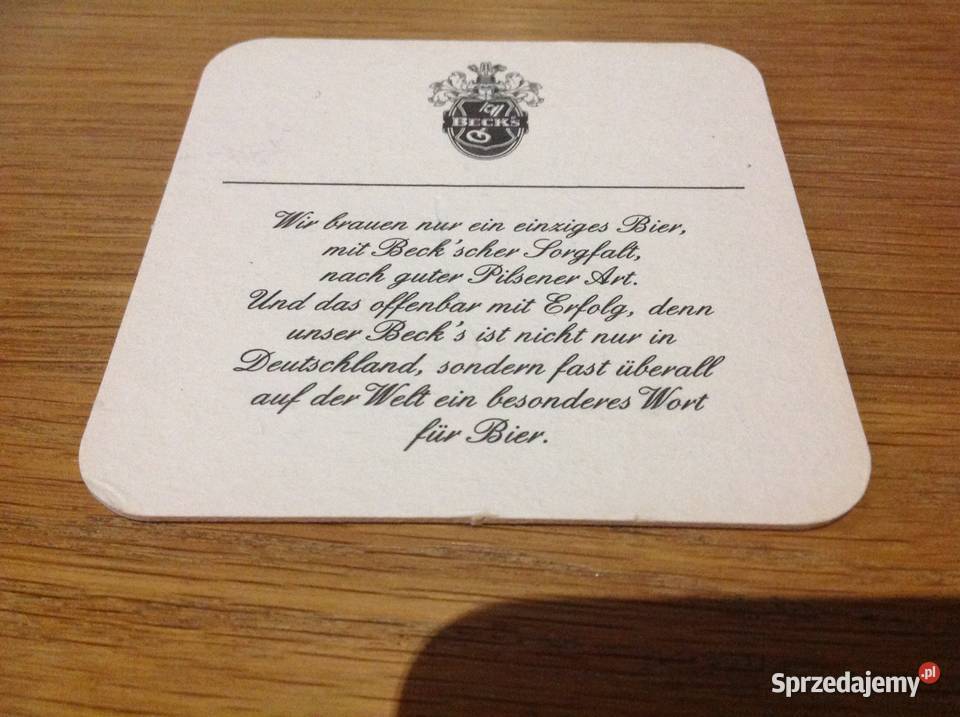 BECK'S
Wir brauen nur ein einziges Bier,
mit Beck'scher Sorgfalt,
nach guter Pilsener Art.
Und das offenbar mit Erfolg, denn
unser Beck's ist nicht nur in
Deutschland, sondern fast überall
auf der Welt ein besonderes Wort
für Bier.
Sprzedajemy.pl